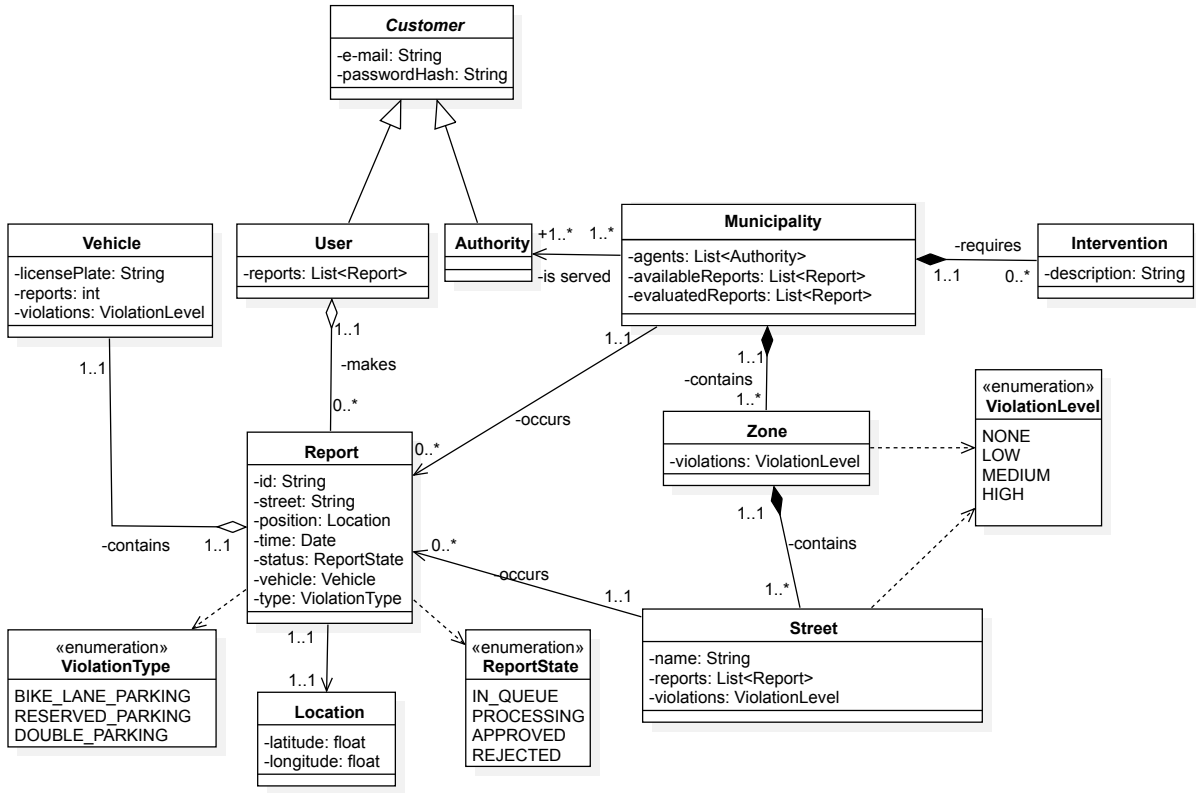 Customer
-e-mail: String
-passwordHash: String
Vehicle
-licensePlate: String
-reports: int
-violations: ViolationLevel
User
-reports: List<Report>
Authority
+1..*
1..*
-is served
Municipality
-agents: List<Authority>
-availableReports: List<Report>
-evaluatedReports: List<Report>
-requires
1..1
0..*
Intervention
-description: String
1..1
-makes
0..*
1..1
-occurs
0..*
1..1
-contains
1..*
1..1
-contains
1..1
Report
-id: String
-street: String
-position: Location
-time: Date
-status: ReportState
-vehicle: Vehicle
-type: ViolationType
Zone
-violations: ViolationLevel
«enumeration»
ViolationLevel
NONE
LOW
MEDIUM
HIGH
1..1
-contains
1..*
0..*
-occurs
1..1
Street
-name: String
-reports: List<Report>
-violations: ViolationLevel
«enumeration»
ViolationType
BIKE_LANE_PARKING
RESERVED_PARKING
DOUBLE_PARKING
1..1
1..1
Location
-latitude: float
-longitude: float
«enumeration»
ReportState
IN_QUEUE
PROCESSING
APPROVED
REJECTED